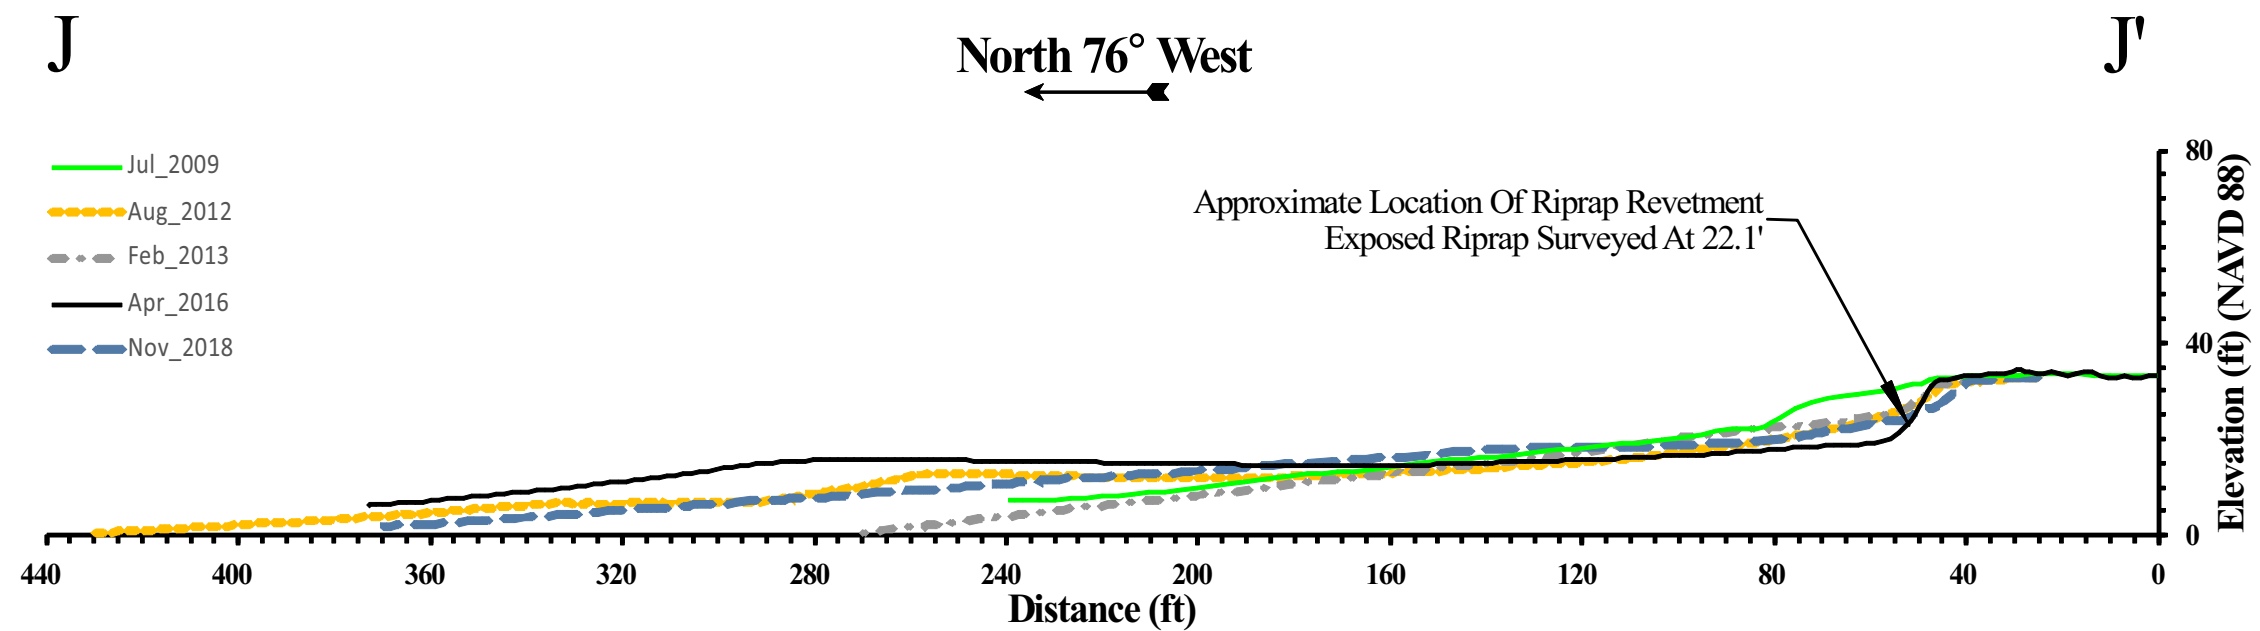 J
J'
North 76° West
Jul_2009
Aug_2012
Feb_2013
Apr_2016
Nov_2018
Approximate Location Of Riprap Revetment
Exposed Riprap Surveyed At 22.1'
80
40
0
Elevation (ft) (NAVD 88)
440 400 360 320 280 240 200 160 120 80 40 0
Distance (ft)